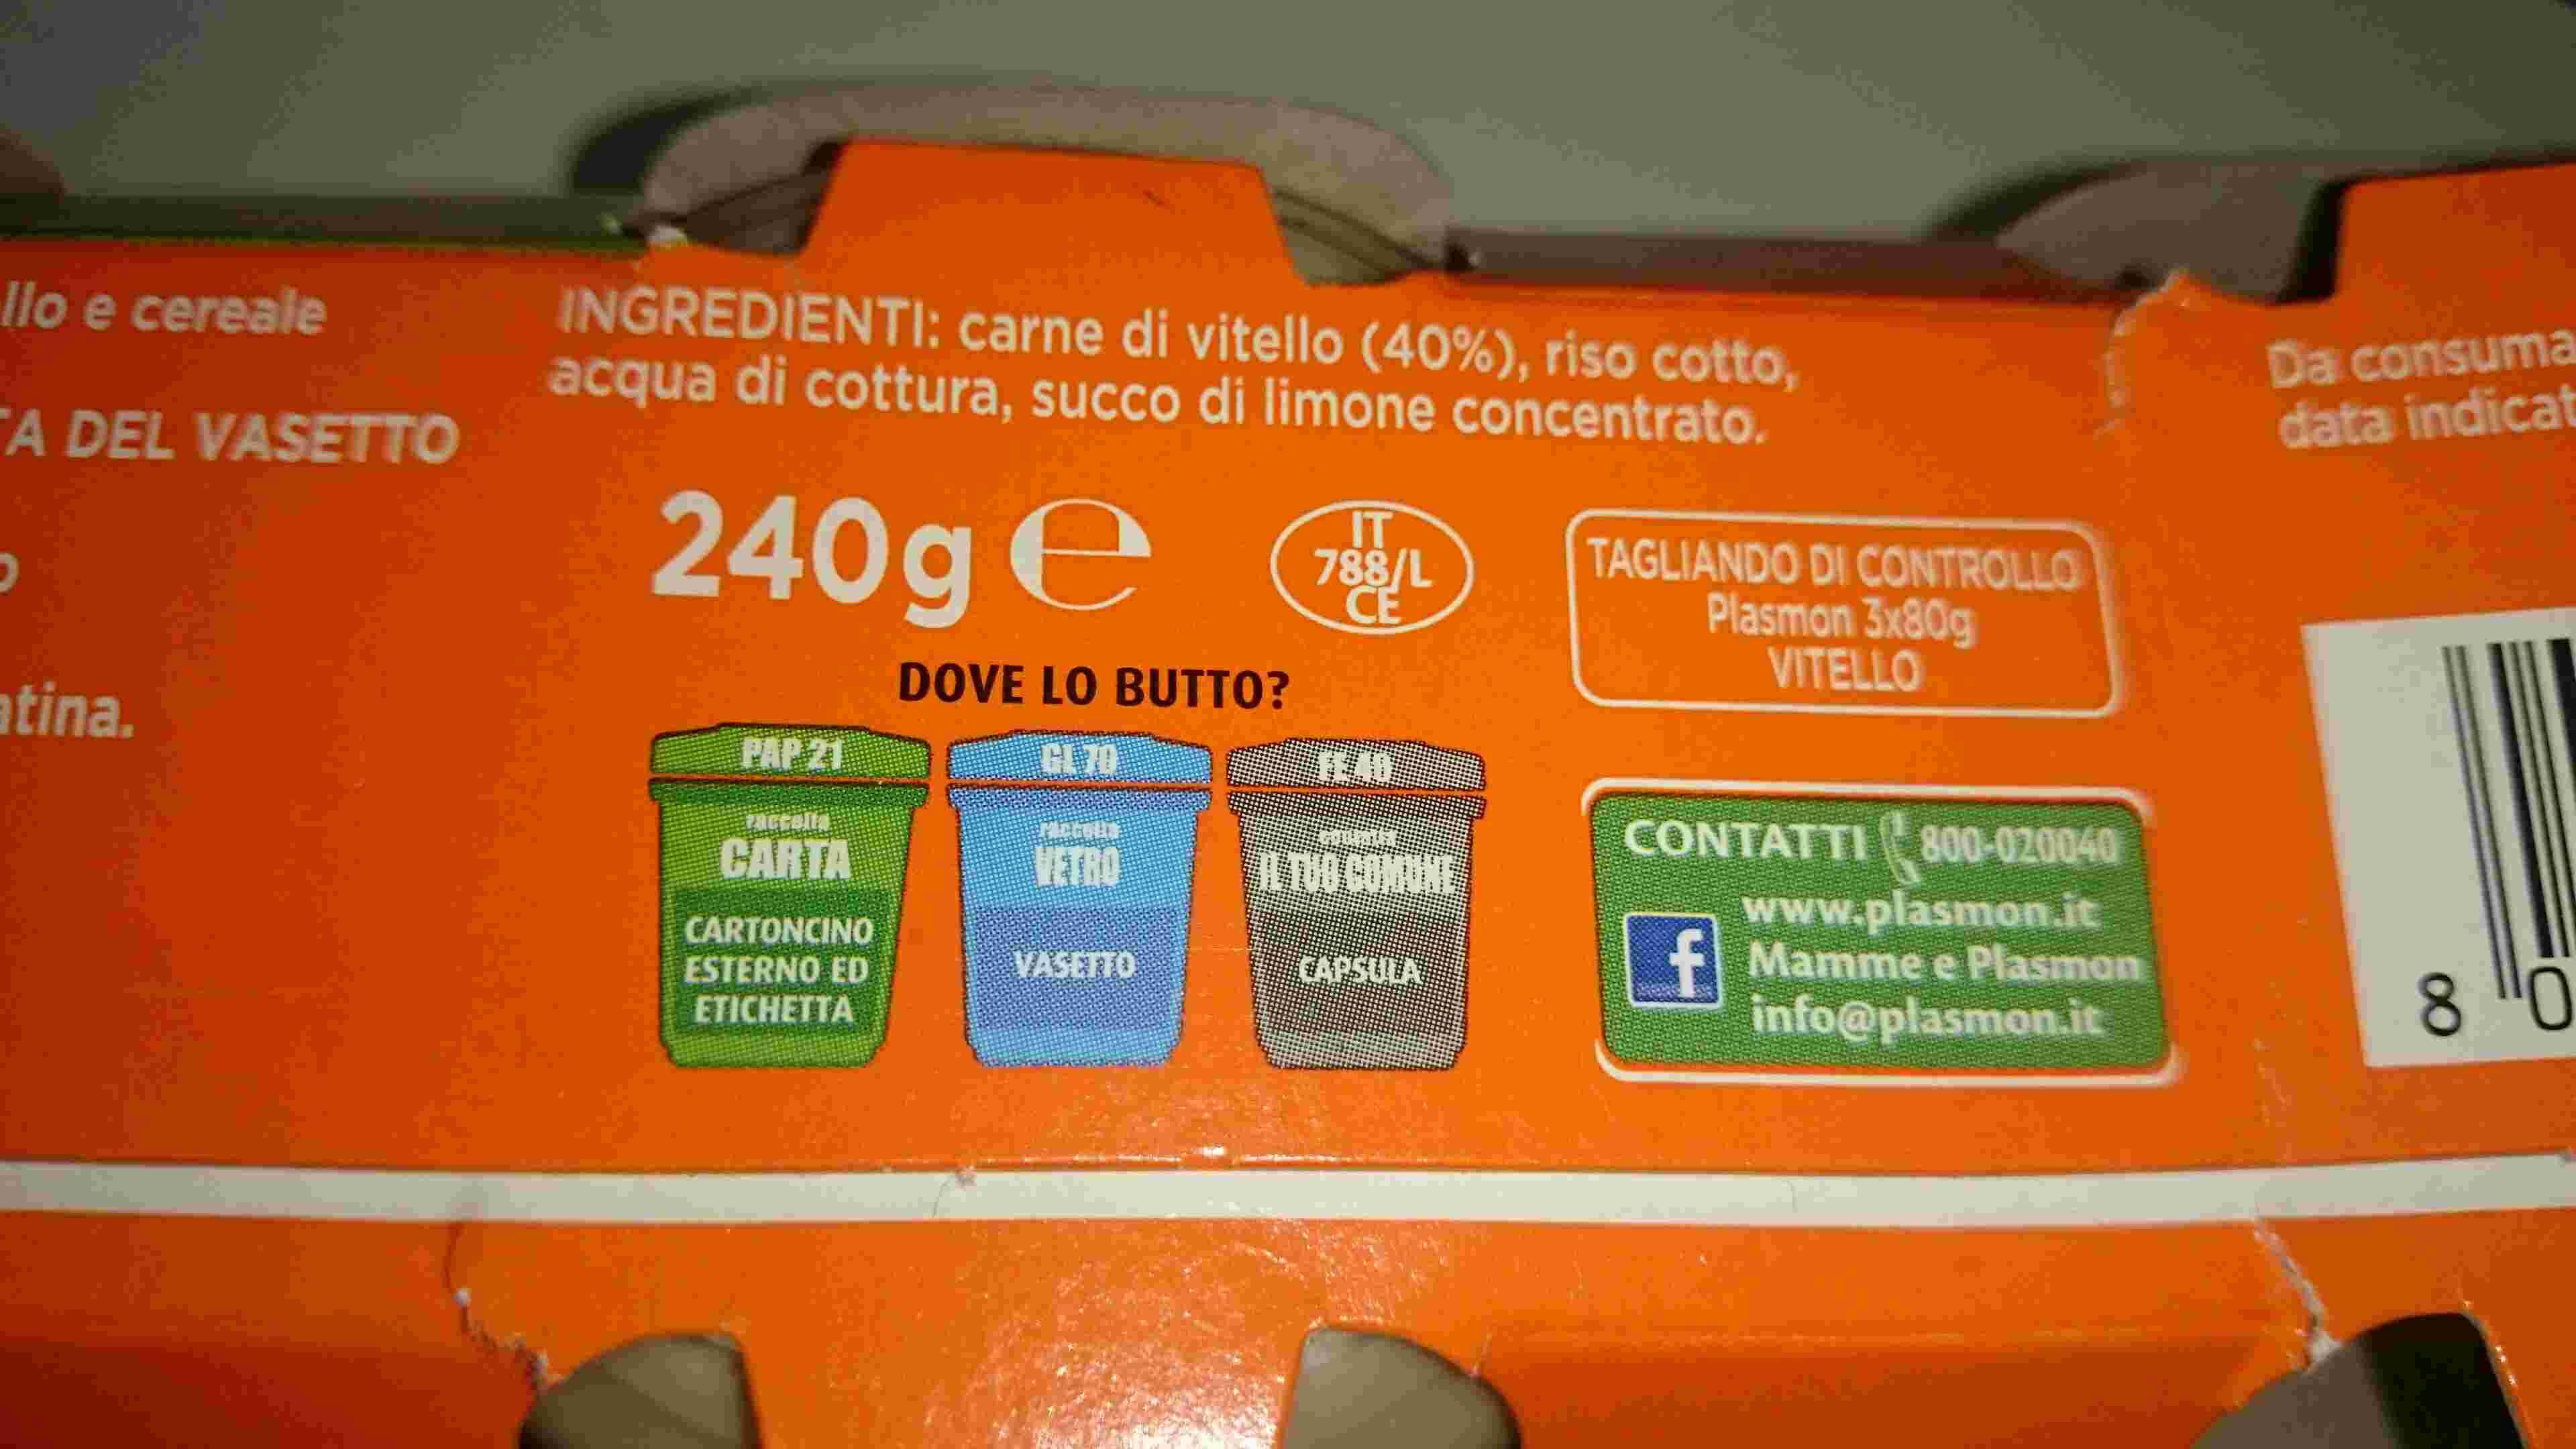 llo e cereale
TA DEL VASETTO
o
atina.
INGREDIENTI: carne di vitello (40%), riso cotto,
acqua di cottura, succo di limone concentrato.
240g e
IT
788/L
CE
TAGLIANDO DI CONTROLLO
Plasmon 3x80g
VITELLO
DOVE LO BUTTO?
PAP 21
raccolta
CARTA
CARTONCINO
ESTERNO ED
ETICHETTA
GL 70
raccolta
VETRO
VASETTO
FE 40
IL TUO COMUNE
CAPSULA
CONTATTI 800-020040
www.plasmon.it
f Mamme e Plasmon
info@plasmon.it
Da consuma
data indicat
8 0